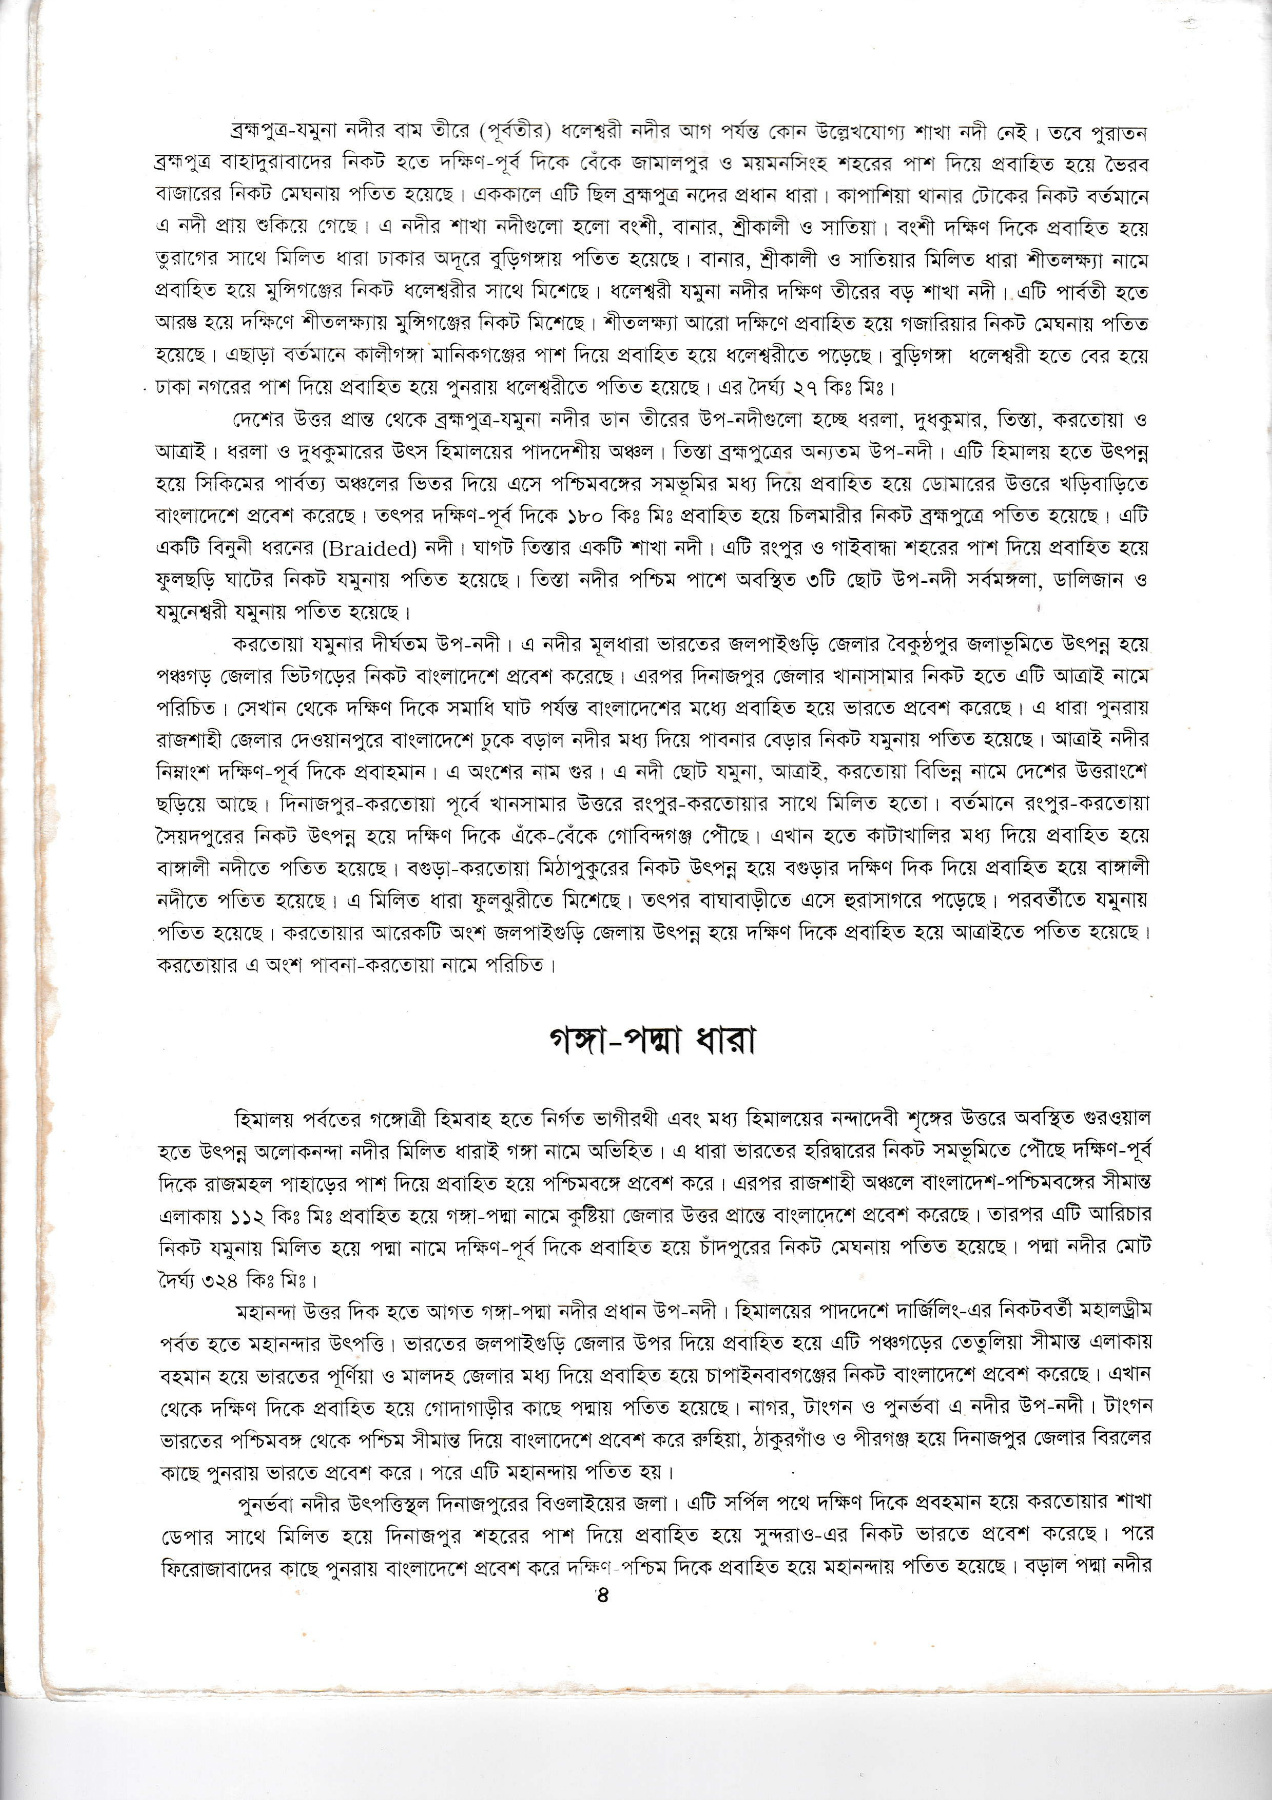 ব্রহ্মপুত্র-যমুনা নদীর বাম তীরে (পূর্বতীর) ধলেশ্বরী নদীর আগ পর্যন্ত কোন উল্লেখযোগ্য শাখা নদী নেই। তবে পুরাতন
ব্রহ্মপুত্র বাহাদুরাবাদের নিকট হতে দক্ষিণ-পূর্ব দিকে বেঁকে জামালপুর ও ময়মনসিংহ শহরের পাশ দিয়ে প্রবাহিত হয়ে ভৈরব
বাজারের নিকট মেঘনায় পতিত হয়েছে। এককালে এটি ছিল ব্রহ্মপুত্র নদের প্রধান ধারা। কাপাশিয়া থানার টোকের নিকট বর্তমানে
এ নদী প্রায় শুকিয়ে গেছে। এ নদীর শাখা নদীগুলো হলো বংশী, বানার, শ্রীকালী ও সাতিয়া। বংশী দক্ষিণ দিকে প্রবাহিত হয়ে
তুরাগের সাথে মিলিত ধারা ঢাকার অদূরে বুড়িগঙ্গায় পতিত হয়েছে। বানার, শ্রীকালী ও সাতিয়ার মিলিত ধারা শীতলক্ষ্যা নামে
প্রবাহিত হয়ে মুন্সিগঞ্জের নিকট ধলেশ্বরীর সাথে মিশেছে। ধলেশ্বরী যমুনা নদীর দক্ষিণ তীরের বড় শাখা নদী। এটি পার্বতী হতে
আরম্ভ হয়ে দক্ষিণে শীতলক্ষ্যায় মুন্সিগঞ্জের নিকট মিশেছে। শীতলক্ষ্যা আরো দক্ষিণে প্রবাহিত হয়ে গজারিয়ার নিকট মেঘনায় পতিত
হয়েছে। এছাড়া বর্তমানে কালীগঙ্গা মানিকগঞ্জের পাশ দিয়ে প্রবাহিত হয়ে ধলেশ্বরীতে পড়েছে। বুড়িগঙ্গা ধলেশ্বরী হতে বের হয়ে
ঢাকা নগরের পাশ দিয়ে প্রবাহিত হয়ে পুনরায় ধলেশ্বরীতে পতিত হয়েছে। এর দৈর্ঘ্য ২৭ কিঃ মিঃ।
দেশের উত্তর প্রান্ত থেকে ব্রহ্মপুত্র-যমুনা নদীর ডান তীরের উপ-নদীগুলো হচ্ছে ধরলা, দুধকুমার, তিস্তা, করতোয়া ও
আত্রাই। ধরলা ও দুধকুমারের উৎস হিমালয়ের পাদদেশীয় অঞ্চল। তিস্তা ব্রহ্মপুত্রের অন্যতম উপ-নদী। এটি হিমালয় হতে উৎপন্ন
হয়ে সিকিমের পার্বত্য অঞ্চলের ভিতর দিয়ে এসে পশ্চিমবঙ্গের সমভূমির মধ্য দিয়ে প্রবাহিত হয়ে ডোমারের উত্তরে খড়িবাড়িতে
বাংলাদেশে প্রবেশ করেছে। তৎপর দক্ষিণ-পূর্ব দিকে ১৮০ কিঃ মিঃ প্রবাহিত হয়ে চিলমারীর নিকট ব্রহ্মপুত্রে পতিত হয়েছে। এটি
একটি বিনুনী ধরনের (Braided) নদী। ঘাগট তিস্তার একটি শাখা নদী। এটি রংপুর ও গাইবান্ধা শহরের পাশ দিয়ে প্রবাহিত হয়ে
ফুলছড়ি ঘাটের নিকট যমুনায় পতিত হয়েছে। তিস্তা নদীর পশ্চিম পাশে অবস্থিত ৩টি ছোট উপ-নদী সর্বমঙ্গলা, ডালিজান ও
যমুনেশ্বরী যমুনায় পতিত হয়েছে।
করতোয়া যমুনার দীর্ঘতম উপ-নদী। এ নদীর মূলধারা ভারতের জলপাইগুড়ি জেলার বৈকুণ্ঠপুর জলাভূমিতে উৎপন্ন হয়ে
পঞ্চগড় জেলার ভিটগড়ের নিকট বাংলাদেশে প্রবেশ করেছে। এরপর দিনাজপুর জেলার খানাসামার নিকট হতে এটি আত্রাই নামে
পরিচিত। সেখান থেকে দক্ষিণ দিকে সমাধি ঘাট পর্যন্ত বাংলাদেশের মধ্যে প্রবাহিত হয়ে ভারতে প্রবেশ করেছে। এ ধারা পুনরায়
রাজশাহী জেলার দেওয়ানপুরে বাংলাদেশে ঢুকে বড়াল নদীর মধ্য দিয়ে পাবনার বেড়ার নিকট যমুনায় পতিত হয়েছে। আত্রাই নদীর
নিম্নাংশ দক্ষিণ-পূর্ব দিকে প্রবাহমান। এ অংশের নাম গুর। এ নদী ছোট যমুনা, আত্রাই, করতোয়া বিভিন্ন নামে দেশের উত্তরাংশে
ছড়িয়ে আছে। দিনাজপুর-করতোয়া পূর্বে খানসামার উত্তরে রংপুর-করতোয়ার সাথে মিলিত হতো। বর্তমানে রংপুর-করতোয়া
সৈয়দপুরের নিকট উৎপন্ন হয়ে দক্ষিণ দিকে এঁকে-বেঁকে গোবিন্দগঞ্জ পৌছে। এখান হতে কাটাখালির মধ্য দিয়ে প্রবাহিত হয়ে
বাঙ্গালী নদীতে পতিত হয়েছে। বগুড়া-করতোয়া মিঠাপুকুরের নিকট উৎপন্ন হয়ে বগুড়ার দক্ষিণ দিক দিয়ে প্রবাহিত হয়ে বাঙ্গালী
নদীতে পতিত হয়েছে। এ মিলিত ধারা ফুলঝুরীতে মিশেছে। তৎপর বাঘাবাড়ীতে এসে হুরাসাগরে পড়েছে। পরবর্তীতে যমুনায়
পতিত হয়েছে। করতোয়ার আরেকটি অংশ জলপাইগুড়ি জেলায় উৎপন্ন হয়ে দক্ষিণ দিকে প্রবাহিত হয়ে আত্রাইতে পতিত হয়েছে।
করতোয়ার এ অংশ পাবনা-করতোয়া নামে পরিচিত।
গঙ্গা-পদ্মা ধারা
হিমালয় পর্বতের গঙ্গোত্রী হিমবাহ হতে নির্গত ভাগীরথী এবং মধ্য হিমালয়ের নন্দাদেবী শৃঙ্গের উত্তরে অবস্থিত গুরওয়াল
হতে উৎপন্ন অলোকনন্দা নদীর মিলিত ধারাই গঙ্গা নামে অভিহিত। এ ধারা ভারতের হরিদ্বারের নিকট সমভূমিতে পৌছে দক্ষিণ-পূর্ব
দিকে রাজমহল পাহাড়ের পাশ দিয়ে প্রবাহিত হয়ে পশ্চিমবঙ্গে প্রবেশ করে। এরপর রাজশাহী অঞ্চলে বাংলাদেশ-পশ্চিমবঙ্গের সীমান্ত
এলাকায় ১১২ কিঃ মিঃ প্রবাহিত হয়ে গঙ্গা-পদ্মা নামে কুষ্টিয়া জেলার উত্তর প্রান্তে বাংলাদেশে প্রবেশ করেছে। তারপর এটি আরিচার
নিকট যমুনায় মিলিত হয়ে পদ্মা নামে দক্ষিণ-পূর্ব দিকে প্রবাহিত হয়ে চাঁদপুরের নিকট মেঘনায় পতিত হয়েছে। পদ্মা নদীর মোট
দৈর্ঘ্য ৩২৪ কিঃ মিঃ।
মহানন্দা উত্তর দিক হতে আগত গঙ্গা-পদ্মা নদীর প্রধান উপ-নদী। হিমালয়ের পাদদেশে দার্জিলিং-এর নিকটবর্তী মহালড্রীম
পর্বত হতে মহানন্দার উৎপত্তি। ভারতের জলপাইগুড়ি জেলার উপর দিয়ে প্রবাহিত হয়ে এটি পঞ্চগড়ের তেতুলিয়া সীমান্ত এলাকায়
বহমান হয়ে ভারতের পূর্ণিয়া ও মালদহ জেলার মধ্য দিয়ে প্রবাহিত হয়ে চাপাইনবাবগঞ্জের নিকট বাংলাদেশে প্রবেশ করেছে। এখান
থেকে দক্ষিণ দিকে প্রবাহিত হয়ে গোদাগাড়ীর কাছে পদ্মায় পতিত হয়েছে। নাগর, টাংগন ও পুনর্ভবা এ নদীর উপ-নদী। টাংগন
ভারতের পশ্চিমবঙ্গ থেকে পশ্চিম সীমান্ত দিয়ে বাংলাদেশে প্রবেশ করে রুহিয়া, ঠাকুরগাঁও ও পীরগঞ্জ হয়ে দিনাজপুর জেলার বিরলের
কাছে পুনরায় ভারতে প্রবেশ করে। পরে এটি মহানন্দায় পতিত হয়।
পুনর্ভবা নদীর উৎপত্তিস্থল দিনাজপুরের বিওলাইয়ের জলা। এটি সর্পিল পথে দক্ষিণ দিকে প্রবহমান হয়ে করতোয়ার শাখা
ডেপার সাথে মিলিত হয়ে দিনাজপুর শহরের পাশ দিয়ে প্রবাহিত হয়ে সুন্দরাও-এর নিকট ভারতে প্রবেশ করেছে। পরে
ফিরোজাবাদের কাছে পুনরায় বাংলাদেশে প্রবেশ করে দক্ষিণ-পশ্চিম দিকে প্রবাহিত হয়ে মহানন্দায় পতিত হয়েছে। বড়াল পদ্মা নদীর
৪